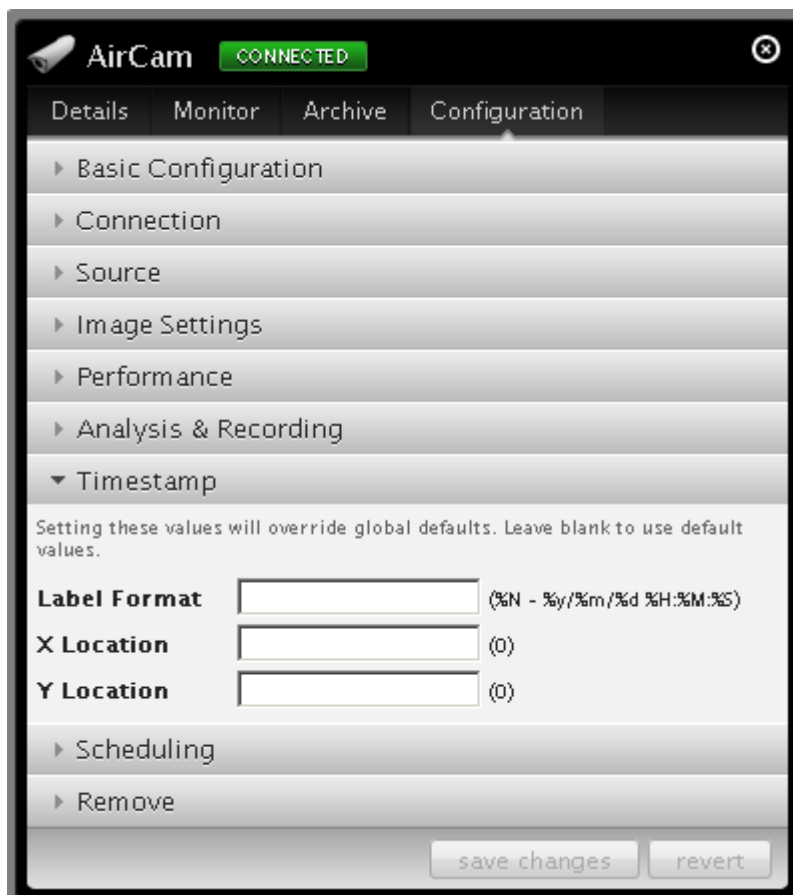 AirCam CONNECTED
Details Monitor Archive Configuration
Basic Configuration
Connection
Source
Image Settings
Performance
Analysis & Recording
Timestamp
Setting these values will override global defaults. Leave blank to use default
values.
Label Format (%N - %y/%m/%d %H:%M:%S)
X Location (0)
Y Location (0)
Scheduling
Remove
save changes revert